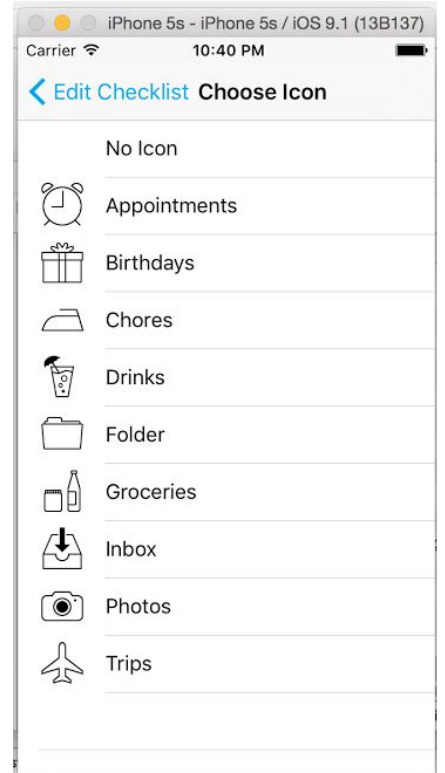 iPhone 5s - iPhone 5s / iOS 9.1 (13B137)
Carrier 10:40 PM
Edit Checklist Choose Icon
No Icon
Appointments
Birthdays
Chores
Drinks
Folder
Groceries
Inbox
Photos
Trips